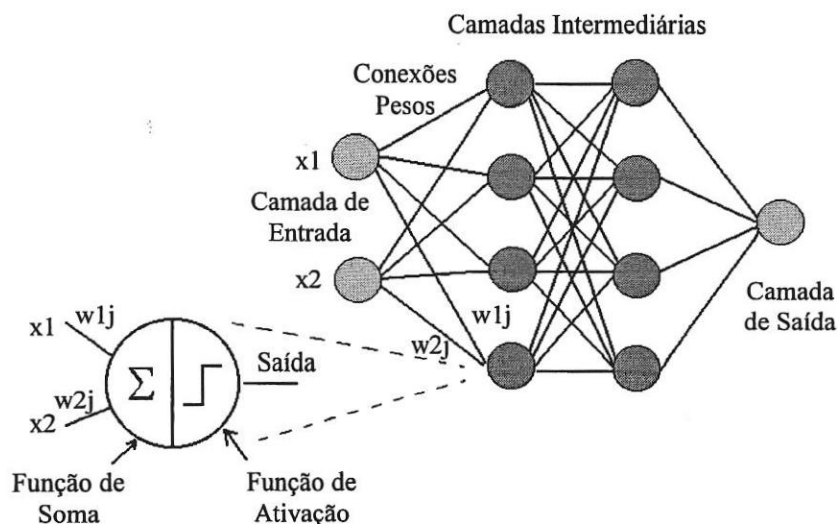 Camadas Intermediárias
Conexões
Pesos
x1
Camada de
Entrada
x2
w1j
w2j
Camada
de Saída
x1
w1j
Σ
Saída
w2j
x2
Função de
Soma
Função de
Ativação